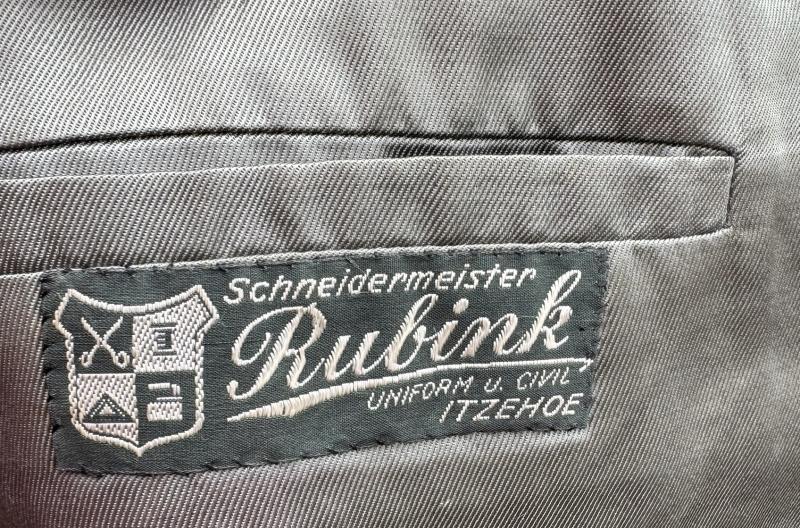 Schneidermeister
Rubink
UNIFORM U. CIVIL
ITZEHOE